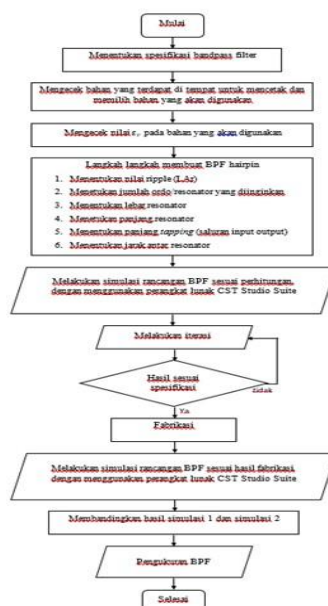 Mulai
Menentukan spesifikasi bandpass filter
Mengecek bahan yang terdapat di tempat untuk mencetak dan
memilih bahan yang akan digunakan
Mengecek nilai εr pada bahan yang akan digunakan
Langkah langkah membuat BPF hairpin
1. Menentukan nilai ripple (LAr)
2. Menetukan jumlah ordo/resonator yang diinginkan
3. Menentukan lebar resonator
4. Menetukan panjang resonator
5. Menentukan panjang tapping (saluran input output)
6. Menentukan jarak antar resonator
Melakukan simulasi rancangan BPF sesuai perhitungan,
dengan menggunakan perangkat lunak CST Studio Suite
Melakukan iterasi
Hasil sesuai
spesifikasi
tidak
Ya
Fabrikasi
Melakukan simulasi rancangan BPF sesuai hasil fabrikasi
dengan menggunakan perangkat lunak CST Studio Suite
Membandingkan hasil simulasi 1 dan simulasi 2
Pengukuran BPF
Selesai